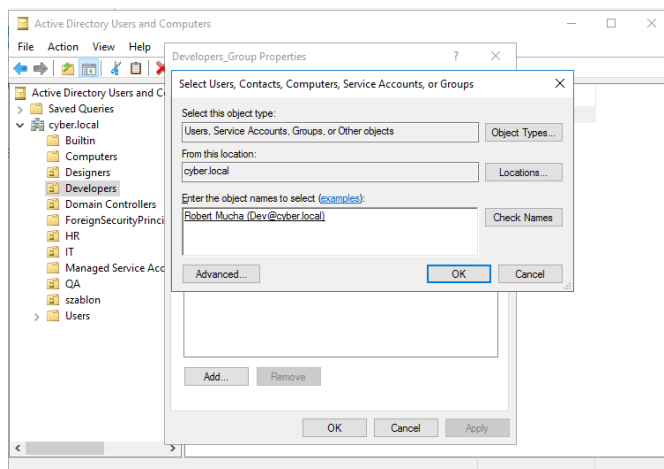 Active Directory Users and Computers
File Action View Help
Developers_Group Properties
Select Users, Contacts, Computers, Service Accounts, or Groups
Select this object type:
Users, Service Accounts, Groups, or Other objects
Object Types...
From this location:
cyber.local
Locations...
Enter the object names to select (examples):
Robert Mucha (Dev@cyber.local)
Check Names
Advanced...
OK
Cancel
Add...
Remove
OK
Cancel
Apply
Active Directory Users and C
Saved Queries
cyber.local
Builtin
Computers
Designers
Developers
Domain Controllers
ForeignSecurityPrinci
HR
IT
Managed Service Acc
QA
szablon
Users